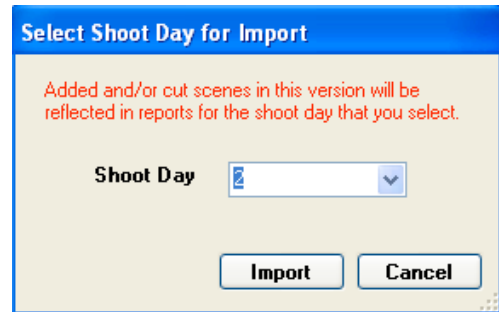 Select Shoot Day for Import
Added and/or cut scenes in this version will be
reflected in reports for the shoot day that you select.
Shoot Day 2
Import Cancel